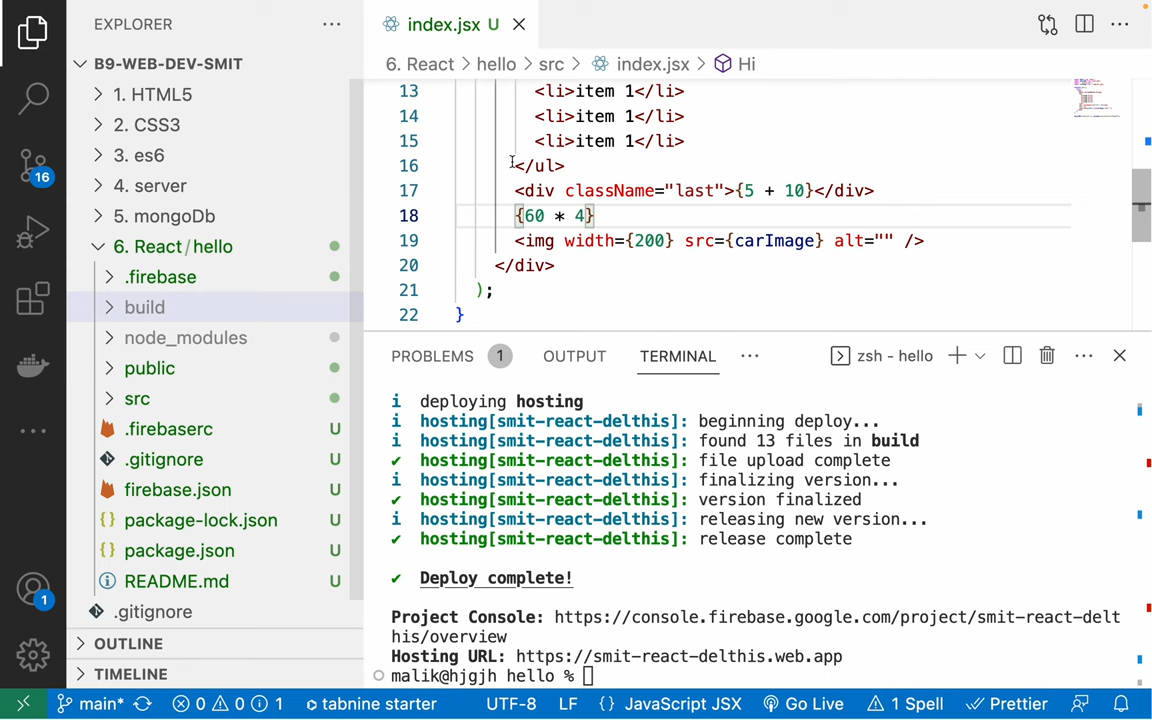 EXPLORER
B9-WEB-DEV-SMIT
1. HTML5
2. CSS3
3. es6
4. server
5. mongoDb
6. React/hello
.firebase
build
node_modules
public
src
.firebaserc U
.gitignore U
firebase.json U
package-lock.json U
package.json U
README.md U
.gitignore
OUTLINE
TIMELINE
16
1
index.jsx U
6. React > hello > src > index.jsx > Hi
13 <li>item 1</li>
14 <li>item 1</li>
15 <li>item 1</li>
16 </ul>
17 <div className="last">{5 + 10}</div>
18 {60 * 4}
19 <img width={200} src={carImage} alt="" />
20 </div>
21 );
22 }
PROBLEMS 1 OUTPUT TERMINAL ··· zsh - hello
i deploying hosting
i hosting[smit-react-delthis]: beginning deploy...
i hosting[smit-react-delthis]: found 13 files in build
✔ hosting[smit-react-delthis]: file upload complete
i hosting[smit-react-delthis]: finalizing version...
✔ hosting[smit-react-delthis]: version finalized
i hosting[smit-react-delthis]: releasing new version...
✔ hosting[smit-react-delthis]: release complete
✔ Deploy complete!
Project Console: https://console.firebase.google.com/project/smit-react-delt
his/overview
Hosting URL: https://smit-react-delthis.web.app
malik@hjgjh hello %
main* 0 0 1 tabnine starter UTF-8 LF {} JavaScript JSX Go Live 1 Spell Prettier